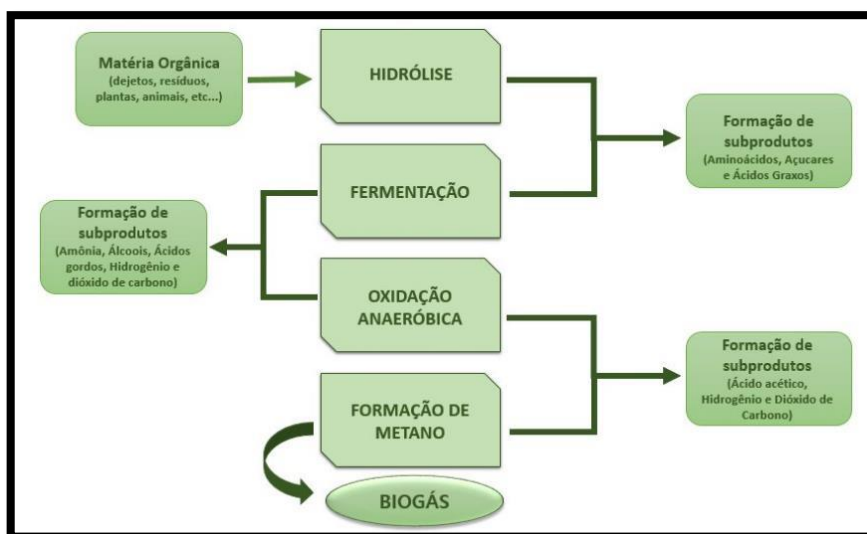 Matéria Orgânica
(dejetos, resíduos,
plantas, animais, etc...)
HIDRÓLISE
Formação de
subprodutos
(Aminoácidos, Açucares
e Ácidos Graxos)
FERMENTAÇÃO
Formação de
subprodutos
(Amônia, Álcoois, Ácidos
gordos, Hidrogênio e
dióxido de carbono)
OXIDAÇÃO
ANAERÓBICA
Formação de
subprodutos
(Ácido acético,
Hidrogênio e Dióxido de
Carbono)
FORMAÇÃO DE
METANO
BIOGÁS